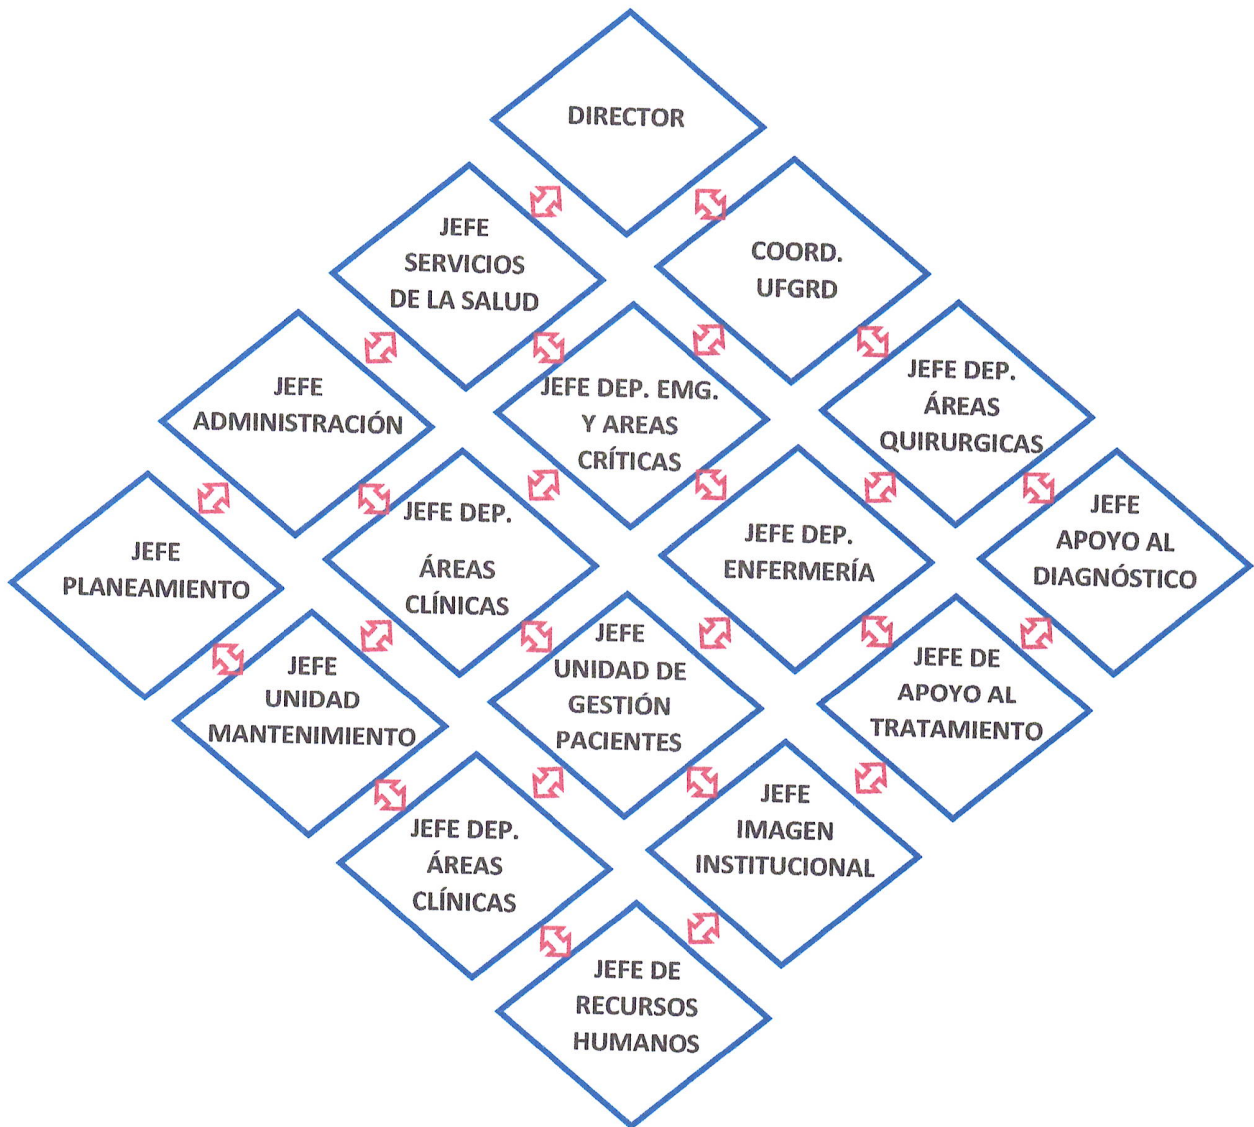 DIRECTOR
JEFE
SERVICIOS
DE LA SALUD
COORD.
UFGRD
JEFE
ADMINISTRACIÓN
JEFE DEP. EMG.
Y AREAS
CRÍTICAS
JEFE DEP.
ÁREAS
QUIRURGICAS
JEFE
PLANEAMIENTO
JEFE DEP.
ÁREAS
CLÍNICAS
JEFE DEP.
ENFERMERÍA
JEFE
APOYO AL
DIAGNÓSTICO
JEFE
UNIDAD
MANTENIMIENTO
JEFE
UNIDAD DE
GESTIÓN
PACIENTES
JEFE DE
APOYO AL
TRATAMIENTO
JEFE DEP.
ÁREAS
CLÍNICAS
JEFE
IMAGEN
INSTITUCIONAL
JEFE DE
RECURSOS
HUMANOS